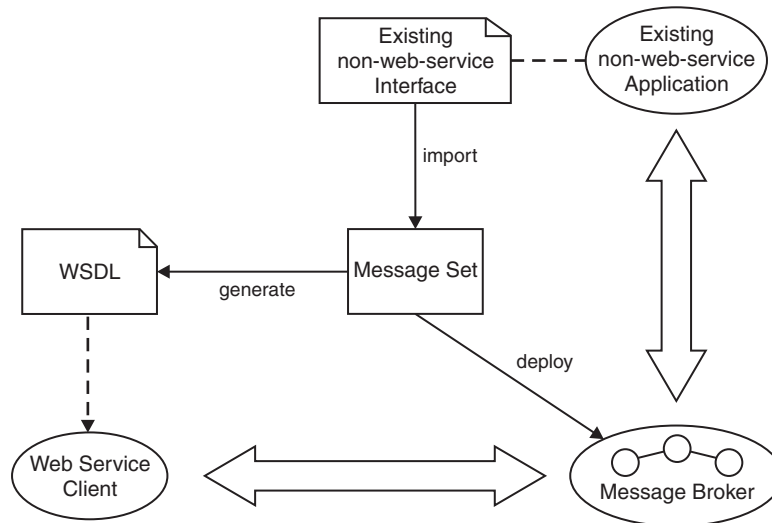 Existing
non-web-service
Interface
Existing
non-web-service
Application
import
WSDL
generate
Message Set
deploy
Web Service
Client
Message Broker